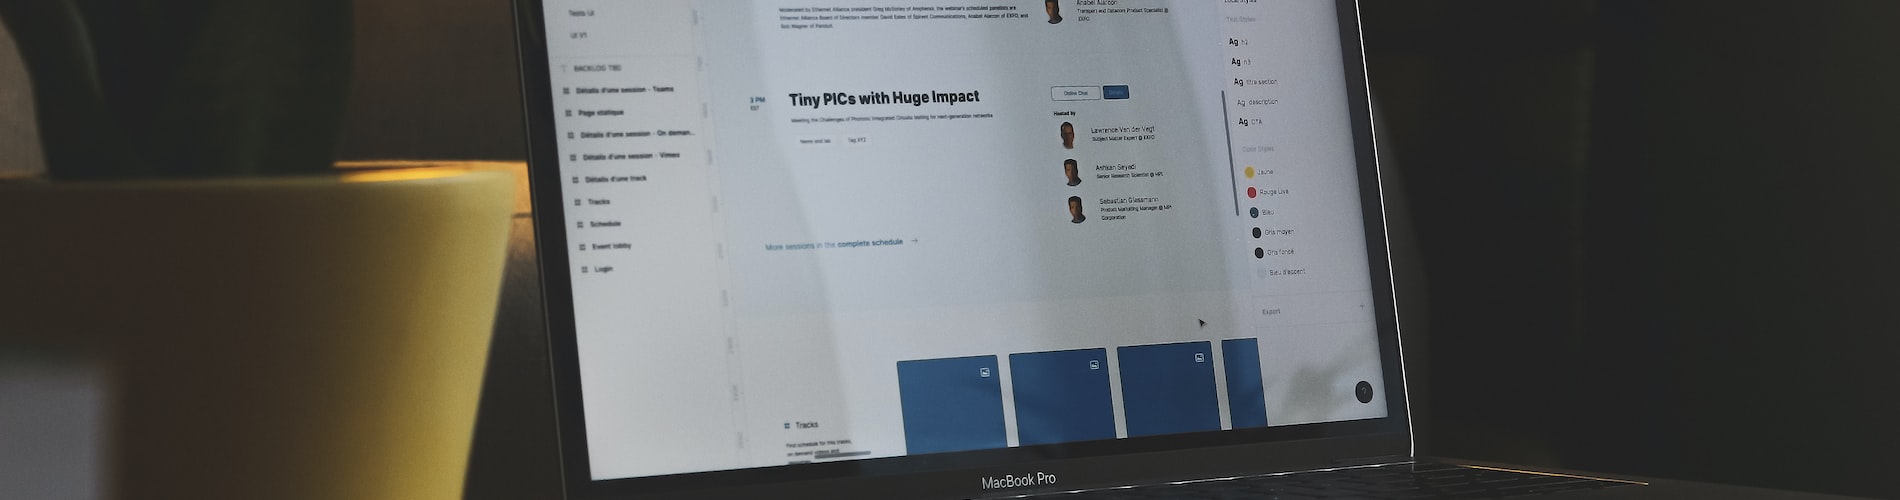 Tests UI
UI V1
BACKLOG TBD
Détails d'une session - Teams
Page statique
Détails d'une session - On deman...
Détails d'une session - Vimeo
Détails d'une track
Tracks
Schedule
Event lobby
Login
Moderated by Ethernet Alliance president Greg McSorley of Amphenol, the webinar's scheduled panelists are
Ethernet Alliance Board of Directors member David Estes of Spirent Communications, Anabel Alarcon of EXFO, and
Rob Wagner of Panduit.
Anabel Alarcon
Transport and Datacom Product Specialist @
EXFO
3 PM
EST
Tiny PICs with Huge Impact
Meeting the Challenges of Photonic Integrated Circuits testing for next-generation networks
Tag XYZ
Online Chat
Details
Hosted by
Lawrence Van der Vegt
Subject Matter Expert @ EXFO
Ashkan Seyedi
Senior Research Scientist @ HPE
Sebastian Giessmann
Product Marketing Manager @ MPI
Corporation
More sessions in the complete schedule →
Tracks
Find schedule for this tracks,
on demand videos and
Text Styles
Ag h2
Ag h3
Ag titre section
Ag description
Ag CTA
Color Styles
Jaune
Rouge Live
Bleu
Gris moyen
Gris foncé
Bleu d'accent
Export +
?
MacBook Pro